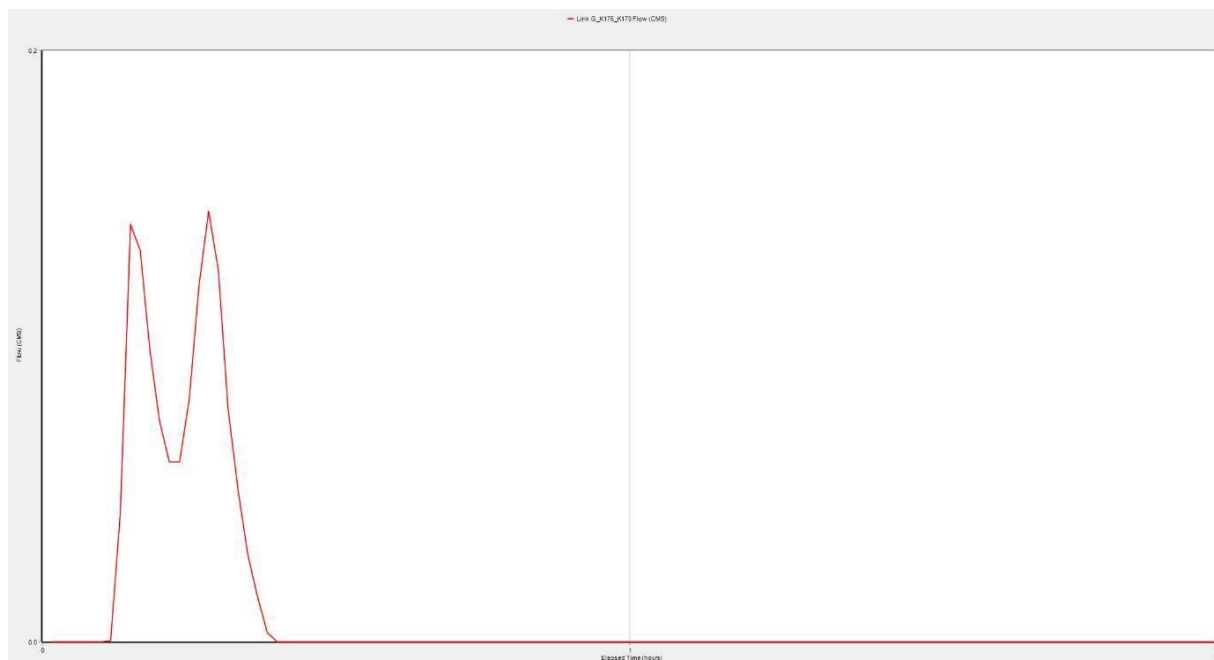 Link G_K175_K173 Flow (CMS)
0.2
Flow (CMS)
0.0
0
1
Elapsed Time (hours)